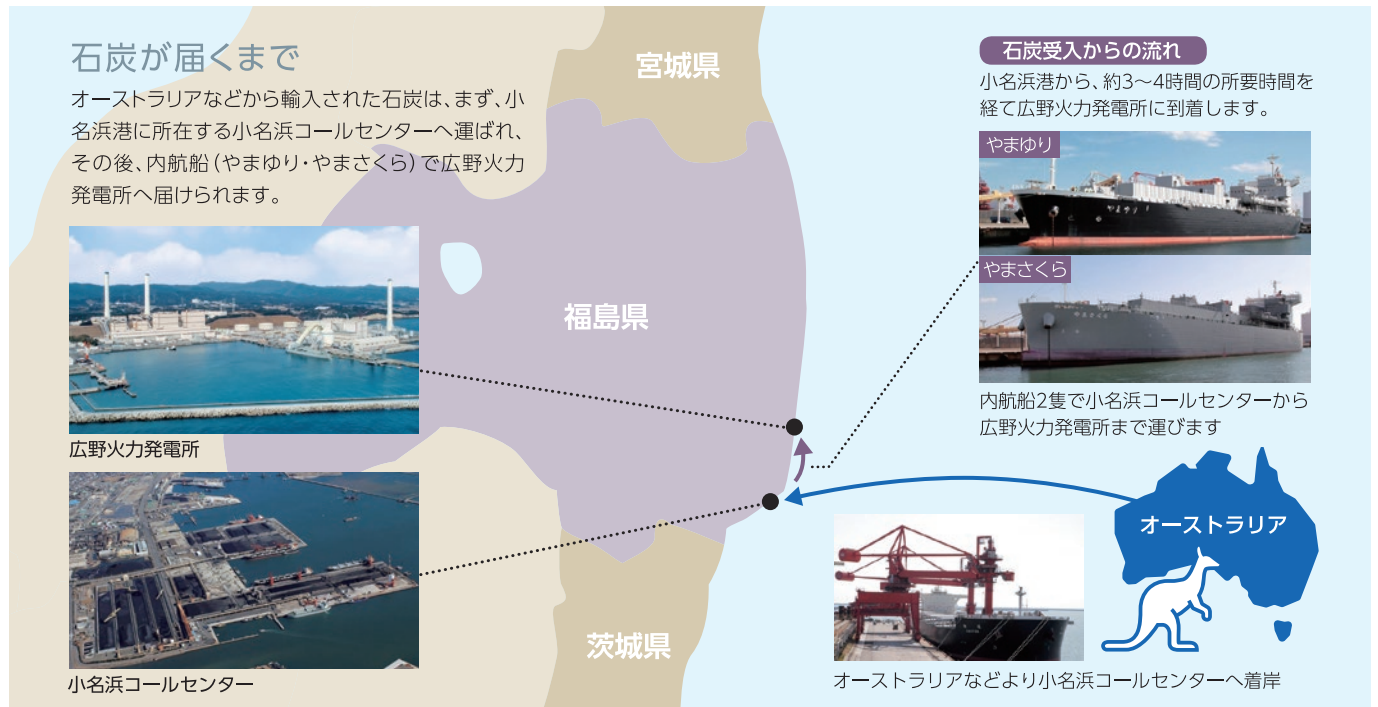 石炭が届くまで
オーストラリアなどから輸入された石炭は、まず、小
名浜港に所在する小名浜コールセンターへ運ばれ、
その後、内航船（やまゆり・やまさくら）で広野火力
発電所へ届けられます。
広野火力発電所
小名浜コールセンター
宮城県
福島県
茨城県
石炭受入からの流れ
小名浜港から、約3～4時間の所要時間を
経て広野火力発電所に到着します。
やまゆり
やまゆり
やまさくら
やまさくら
内航船2隻で小名浜コールセンターから
広野火力発電所まで運びます
オーストラリア
オーストラリアなどより小名浜コールセンターへ着岸